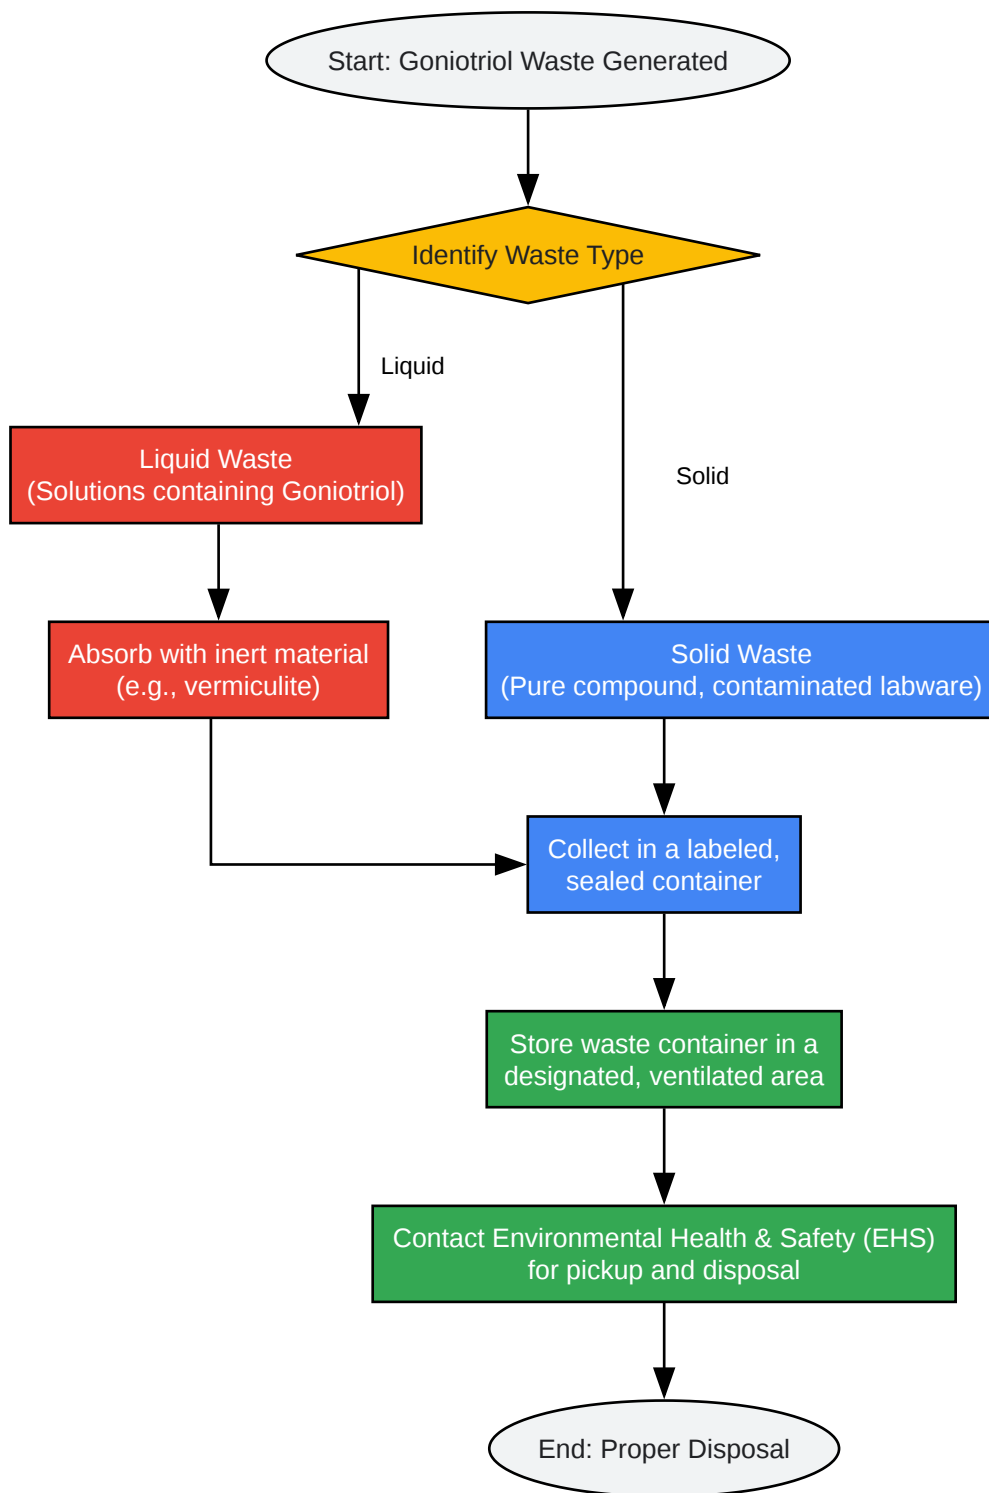 Start: Goniotriol Waste Generated
Identify Waste Type
Liquid
Liquid Waste
(Solutions containing Goniotriol)
Solid
Absorb with inert material
(e.g., vermiculite)
Solid Waste
(Pure compound, contaminated labware)
Collect in a labeled,
sealed container
Store waste container in a
designated, ventilated area
Contact Environmental Health & Safety (EHS)
for pickup and disposal
End: Proper Disposal